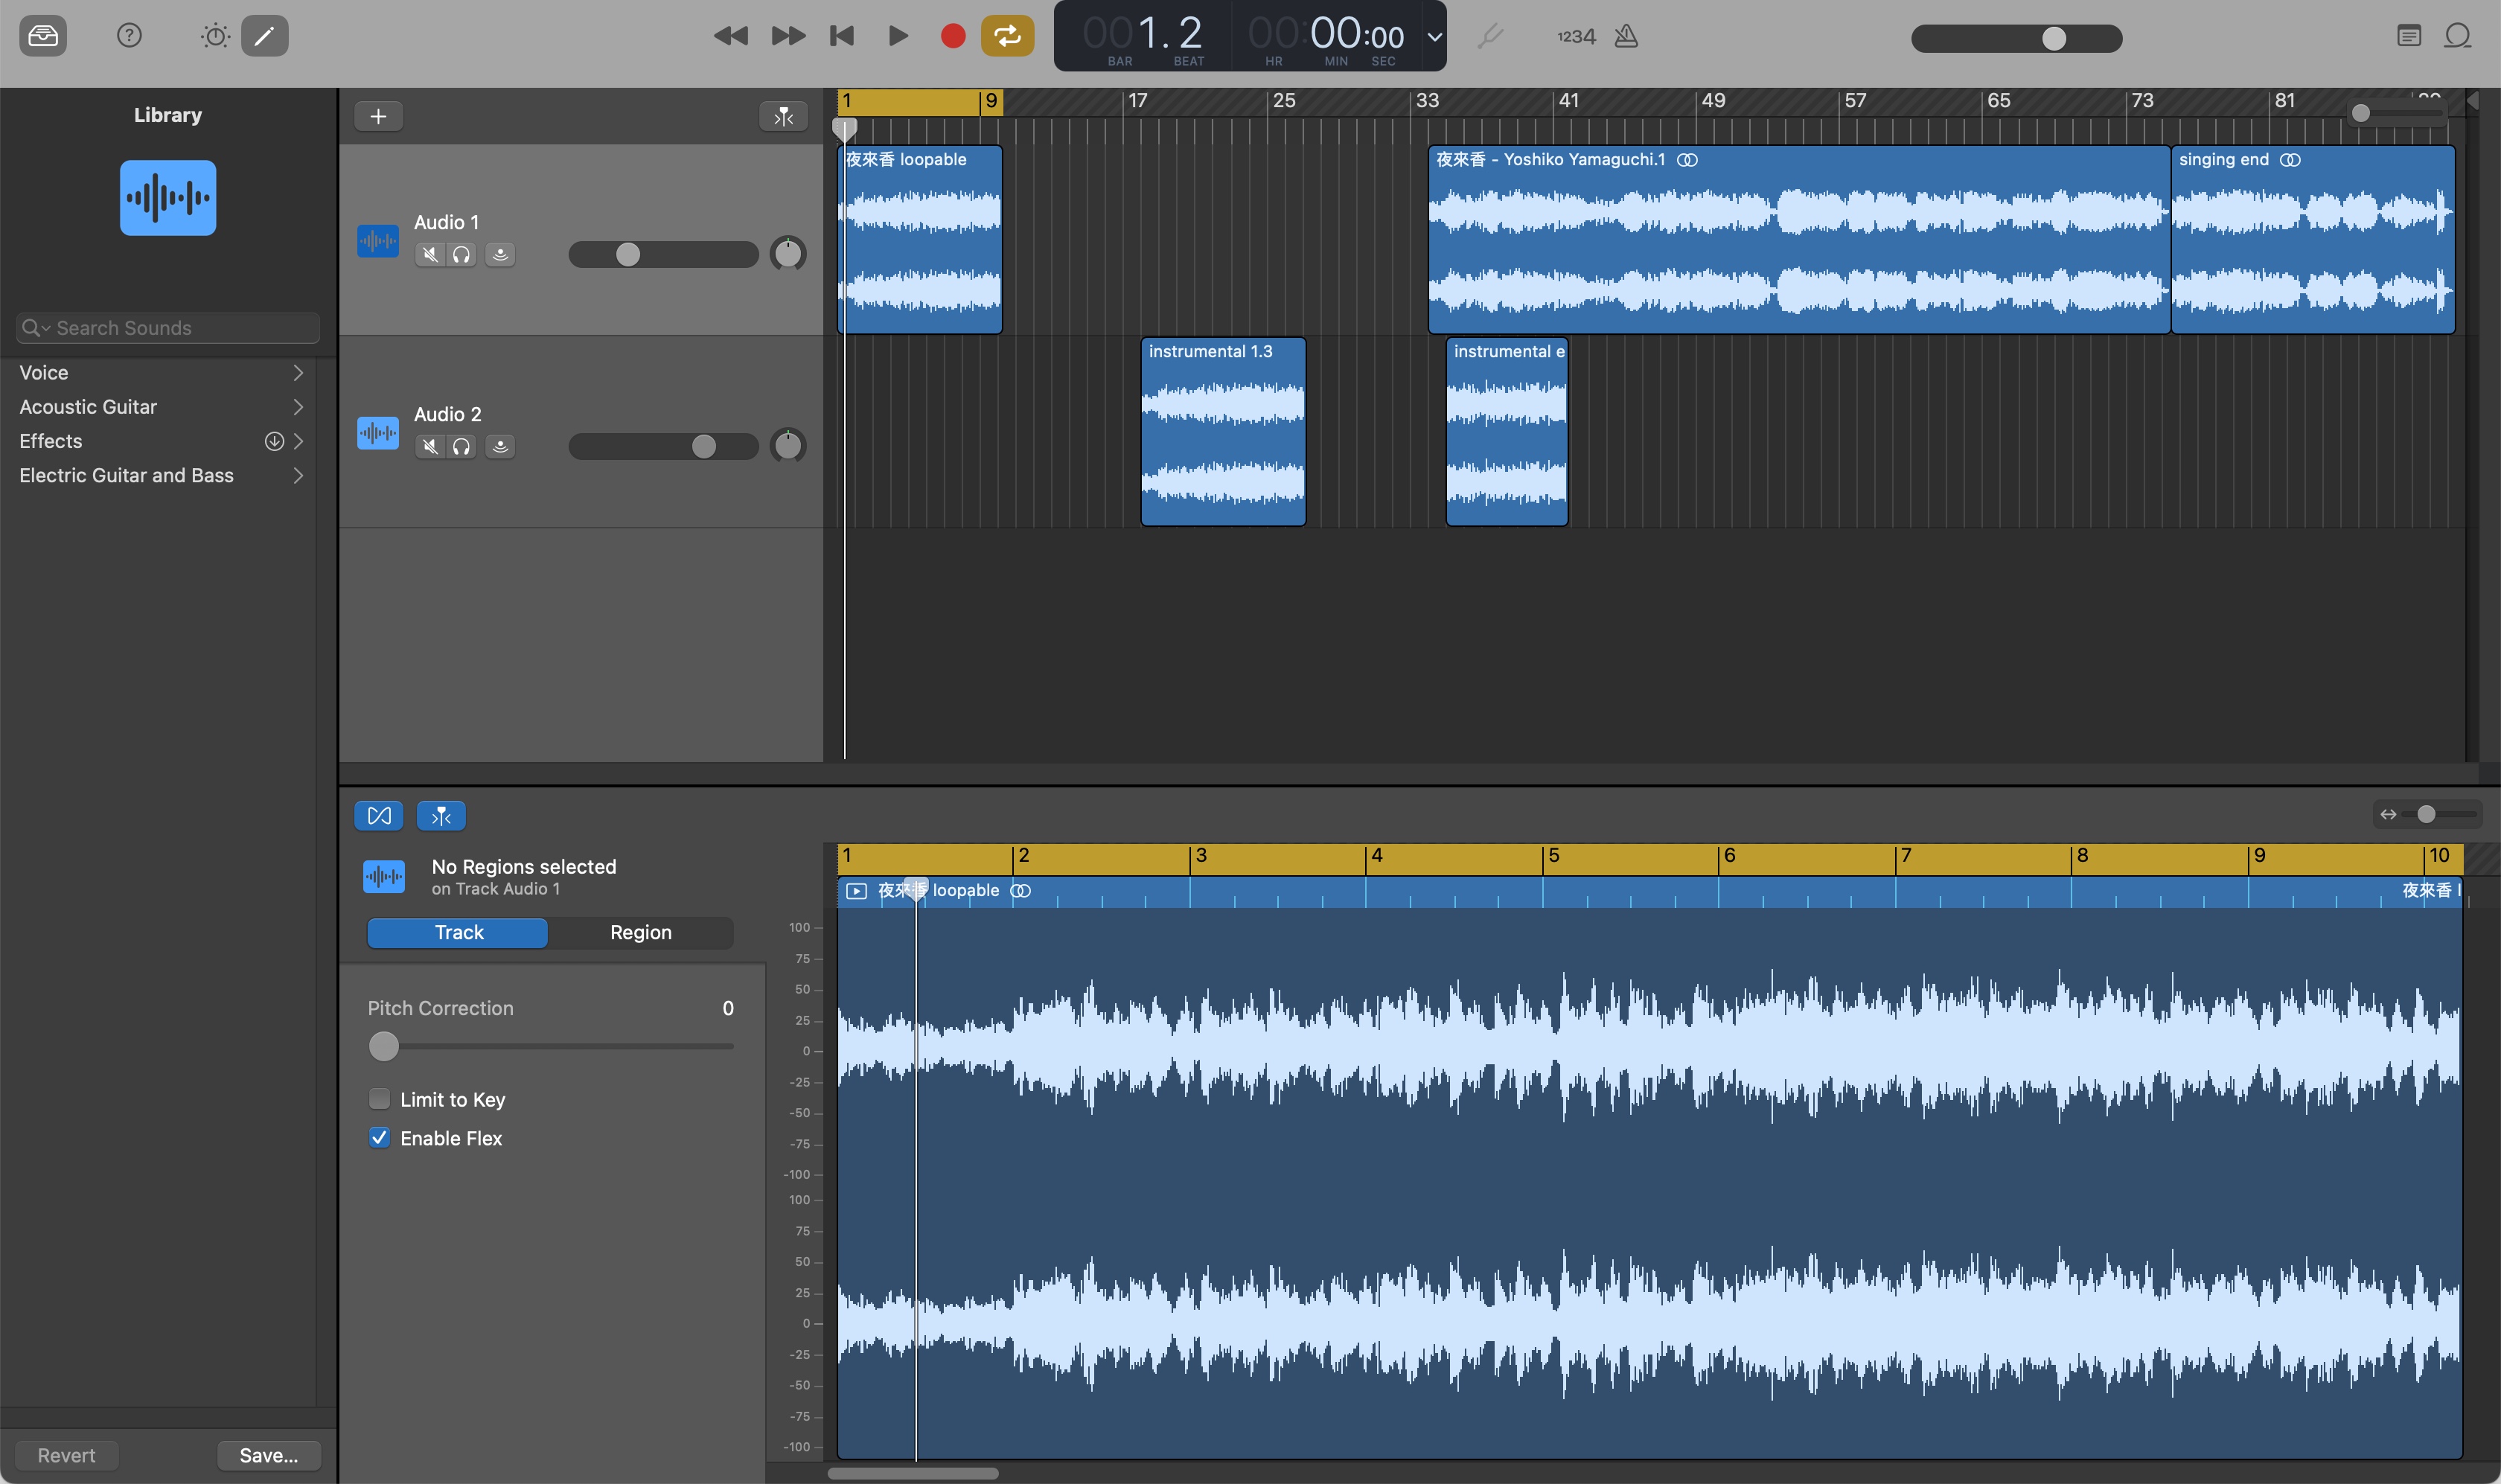 001. 2
BAR BEAT
00:00:00
HR MIN SEC
1234
Library
Search Sounds
Voice
Acoustic Guitar
Effects
Electric Guitar and Bass
Revert
Save...
Audio 1
Audio 2
1 9 17 25 33 41 49 57 65 73 81
夜來香 loopable
夜來香 - Yoshiko Yamaguchi.1
singing end
instrumental 1.3
instrumental e
No Regions selected
on Track Audio 1
Track
Region
Pitch Correction 0
Limit to Key
Enable Flex
1 2 3 4 5 6 7 8 9 10
夜來香 loopable
夜來香 l
100
75
50
25
0
-25
-50
-75
-100
100
75
50
25
0
-25
-50
-75
-100